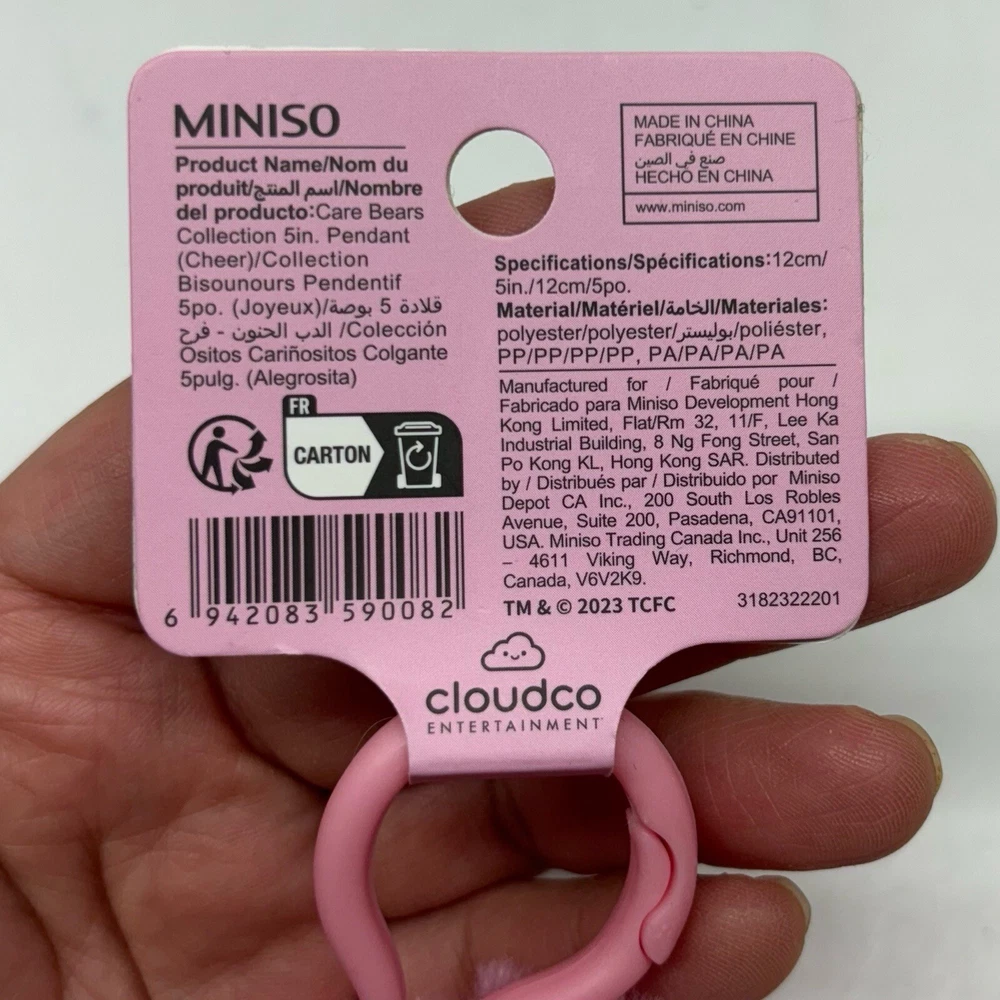 MINISO
Product Name/Nom du
produit/اسم المنتج/Nombre
del producto:Care Bears
Collection 5in. Pendant
(Cheer)/Collection
Bisounours Pendentif
5po. (Joyeux)/قلادة 5 بوصة
الدب الحنون - فرح /Colección
Ositos Cariñositos Colgante
5pulg. (Alegrosita)
FR
CARTON
6 942083 590082
MADE IN CHINA
FABRIQUÉ EN CHINE
صنع في الصين
HECHO EN CHINA
www.miniso.com
Specifications/Spécifications:12cm/
5in./12cm/5po.
Material/Matériel/الخامة/Materiales:
polyester/polyester/بوليستر/poliéster,
PP/PP/PP/PP, PA/PA/PA/PA
Manufactured for / Fabriqué pour /
Fabricado para Miniso Development Hong
Kong Limited, Flat/Rm 32, 11/F, Lee Ka
Industrial Building, 8 Ng Fong Street, San
Po Kong KL, Hong Kong SAR. Distributed
by / Distribués par / Distribuido por Miniso
Depot CA Inc., 200 South Los Robles
Avenue, Suite 200, Pasadena, CA91101,
USA. Miniso Trading Canada Inc., Unit 256
– 4611 Viking Way, Richmond, BC,
Canada, V6V2K9.
TM & © 2023 TCFC
3182322201
cloudco
ENTERTAINMENT